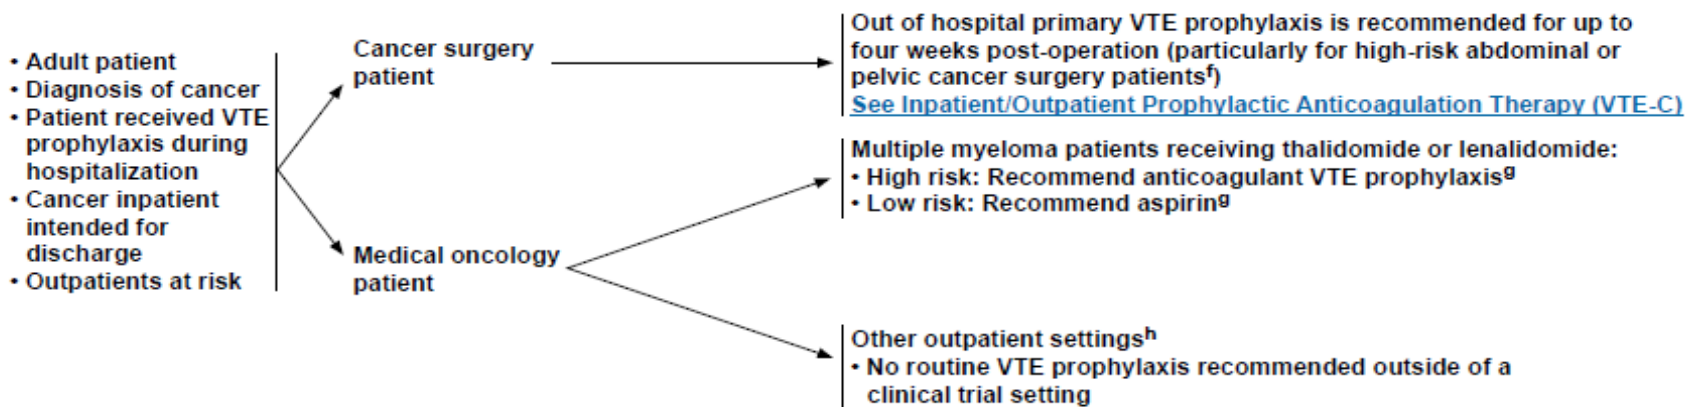 • Adult patient
• Diagnosis of cancer
• Patient received VTE
prophylaxis during
hospitalization
• Cancer inpatient
intended for
discharge
• Outpatients at risk
Cancer surgery
patient
Out of hospital primary VTE prophylaxis is recommended for up to
four weeks post-operation (particularly for high-risk abdominal or
pelvic cancer surgery patientsᶠ)
See Inpatient/Outpatient Prophylactic Anticoagulation Therapy (VTE-C)
Medical oncology
patient
Multiple myeloma patients receiving thalidomide or lenalidomide:
• High risk: Recommend anticoagulant VTE prophylaxisᵍ
• Low risk: Recommend aspirinᵍ
Other outpatient settingsʰ
• No routine VTE prophylaxis recommended outside of a
clinical trial setting